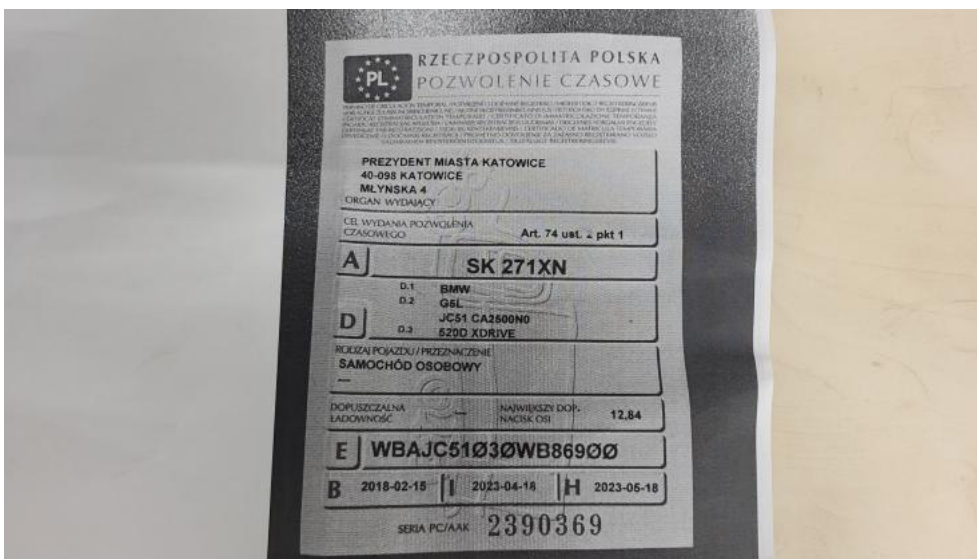 PL
RZECZPOSPOLITA POLSKA
POZWOLENIE CZASOWE
PREZYDENT MIASTA KATOWICE
40-098 KATOWICE
MŁYŃSKA 4
ORGAN WYDAJĄCY
CEL WYDANIA POZWOLENIA
CZASOWEGO
Art. 74 ust. 2 pkt 1
A SK 271XN
D.1 BMW
D.2 G5L
JC51 CA2500N0
D D.3 520D XDRIVE
RODZAJ POJAZDU / PRZEZNACZENIE
SAMOCHÓD OSOBOWY
—
DOPUSZCZALNA
ŁADOWNOŚĆ —
NAJWIĘKSZY DOP.
NACISK OSI 12,84
E WBAJC51Ø3ØWB869ØØ
B 2018-02-15 I 2023-04-18 H 2023-05-18
SERIA PC/AAK 2390369